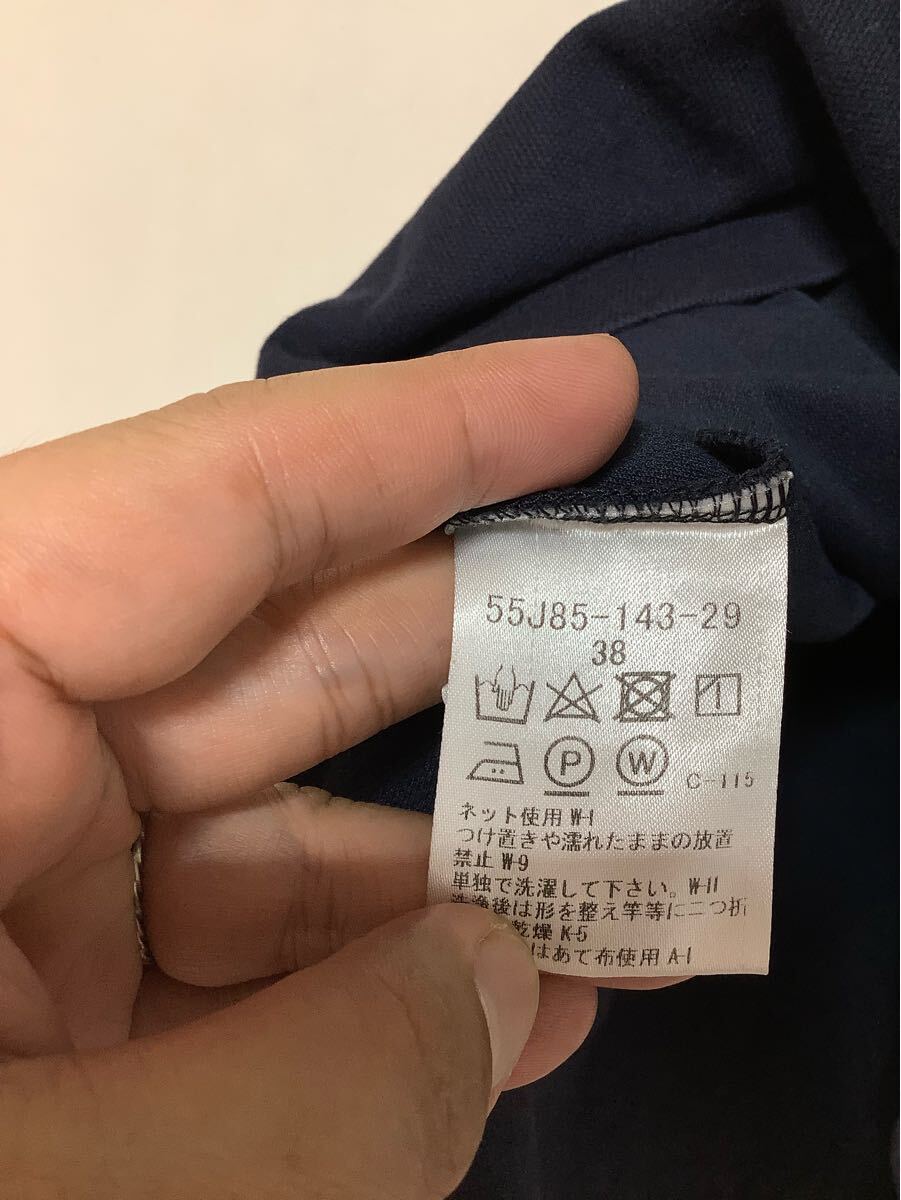 55J85-143-29
38
P W C-115
ネット使用 W-1
つけ置きや濡れたままの放置
禁止 W-9
単独で洗濯して下さい。W-11
洗浄後は形を整え竿等に二つ折
乾燥 K-5
はあて布使用 A-1